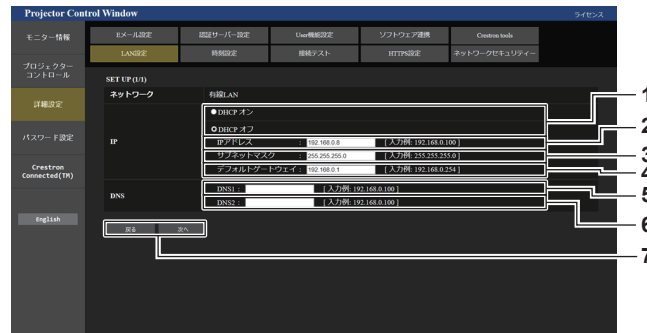 Projector Control Window
ライセンス
モニター情報
プロジェクター
コントロール
詳細設定
パスワード設定
Crestron
Connected(TM)
English
Eメール設定 認証サーバー設定 User機能設定 ソフトウェア連携 Crestron tools
LAN設定 時刻設定 接続テスト HTTPS設定 ネットワークセキュリティー
SET UP (1/1)
ネットワーク 有線LAN
DHCP オン
DHCP オフ
IP
IPアドレス : 192.168.0.8 [ 入力例: 192.168.0.100 ]
サブネットマスク : 255.255.255.0 [ 入力例: 255.255.255.0 ]
デフォルトゲートウェイ : 192.168.0.1 [ 入力例: 192.168.0.254 ]
DNS
DNS1 : [ 入力例: 192.168.0.100 ]
DNS2 : [ 入力例: 192.168.0.100 ]
戻る 次へ
1
2
3
4
5
6
7